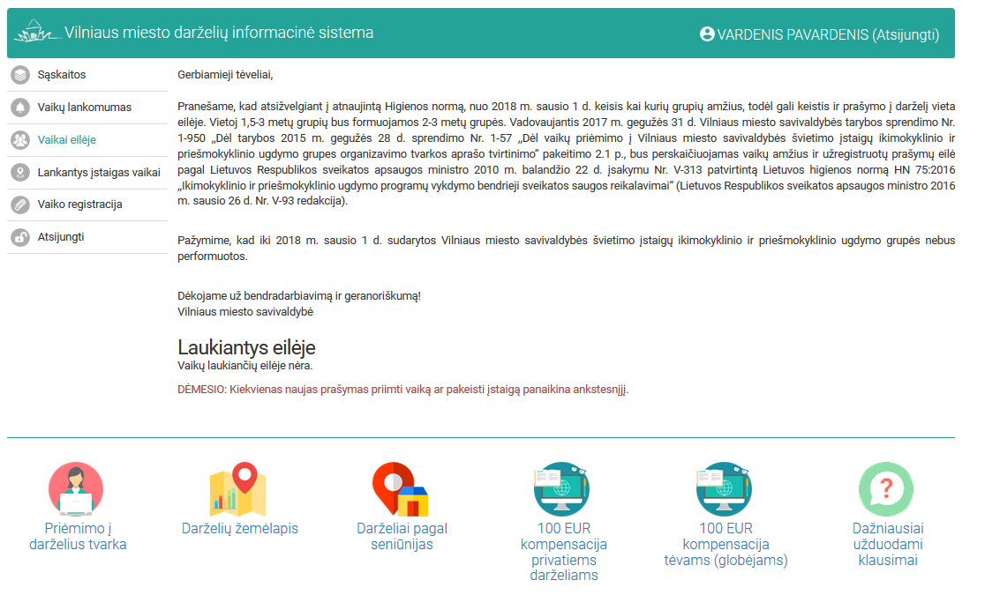 Vilniaus miesto darželių informacinė sistema
VARDENIS PAVARDENIS (Atsijungti)
Sąskaitos
Vaikų lankomumas
Vaikai eilėje
Lankantys įstaigas vaikai
Vaiko registracija
Atsijungti
Gerbiamieji tėveliai,
Pranešame, kad atsižvelgiant į atnaujintą Higienos normą, nuo 2018 m. sausio 1 d. keisis kai kurių grupių amžius, todėl gali keistis ir prašymo į darželį vieta
eilėje. Vietoj 1,5-3 metų grupių bus formuojamos 2-3 metų grupės. Vadovaujantis 2017 m. gegužės 31 d. Vilniaus miesto savivaldybės tarybos sprendimo Nr.
1-950 „Dėl tarybos 2015 m. gegužės 28 d. sprendimo Nr. 1-57 „Dėl vaikų priėmimo į Vilniaus miesto savivaldybės švietimo įstaigų ikimokyklinio ir
priešmokyklinio ugdymo grupes organizavimo tvarkos aprašo tvirtinimo“ pakeitimo 2.1 p., bus perskaičiuojamas vaikų amžius ir užregistruotų prašymų eilė
pagal Lietuvos Respublikos sveikatos apsaugos ministro 2010 m. balandžio 22 d. įsakymu Nr. V-313 patvirtintą Lietuvos higienos normą HN 75:2016
„Ikimokyklinio ir priešmokyklinio ugdymo programų vykdymo bendrieji sveikatos saugos reikalavimai“ (Lietuvos Respublikos sveikatos apsaugos ministro 2016
m. sausio 26 d. Nr. V-93 redakcija).
Pažymime, kad iki 2018 m. sausio 1 d. sudarytos Vilniaus miesto savivaldybės švietimo įstaigų ikimokyklinio ir priešmokyklinio ugdymo grupės nebus
performuotos.
Dėkojame už bendradarbiavimą ir geranoriškumą!
Vilniaus miesto savivaldybė
Laukiantys eilėje
Vaikų laukiančių eilėje nėra.
DĖMESIO: Kiekvienas naujas prašymas priimti vaiką ar pakeisti įstaigą panaikina ankstesnįjį.
Priėmimo į
darželius tvarka
Darželių žemėlapis
Darželiai pagal
seniūnijas
100 EUR
kompensacija
privatiems
darželiams
100 EUR
kompensacija
tėvams (globėjams)
Dažniausiai
užduodami
klausimai